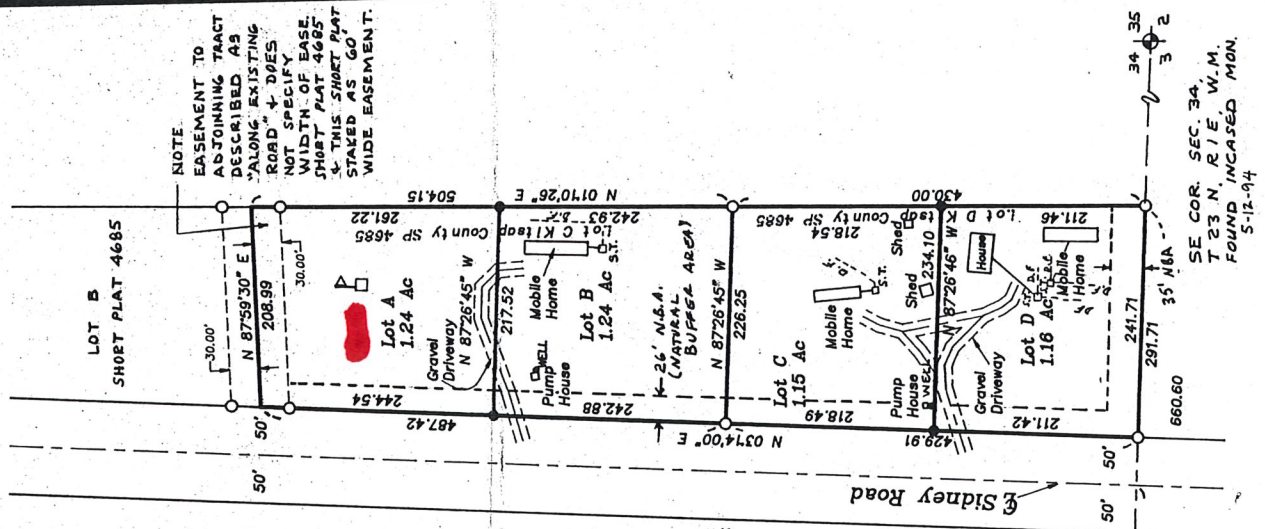 NOTE
EASEMENT TO
ADJOINING TRACT
DESCRIBED AS
"ALONG EXISTING
ROAD" & DOES
NOT SPECIFY
WIDTH OF EASE.
SHORT PLAT 4685
& THIS SHORT PLAT
STAKED AS 60'
WIDE EASEMENT.
LOT B
SHORT PLAT 4685
30.00'
N 87°59'30" E
208.99
30.00'
50'
50'
504.15
N 01°10'26" E
430.00
261.22
242.93
218.54
211.46
Lot C Kitsap
County SP 4685
Lot D Kitsap
County SP 4685
Lot A
1.24 Ac
Gravel
Driveway
N 87°26'45" W
217.52
Mobile
Home
S.T.
Lot B
1.24 Ac
WELL
Pump
House
26' N.B.A.
(NATURAL
BUFFER AREA)
N 87°26'45" W
226.25
Lot C
1.15 Ac
Mobile
Home
S.T.
Shed
Shed
234.10
N 87°26'46" W
Pump
House
WELL
House
Gravel
Driveway
Lot D
1.16 Ac
Mobile
Home
244.54
487.42
242.88
N 03°14'00" E
218.49
429.91
211.42
241.71
291.71
35' NBA
660.60
50'
50'
℄ Sidney Road
34 35
3 2
SE COR. SEC. 34,
T 23 N, R 1 E, W.M.
FOUND INCASED MON.
5-12-94